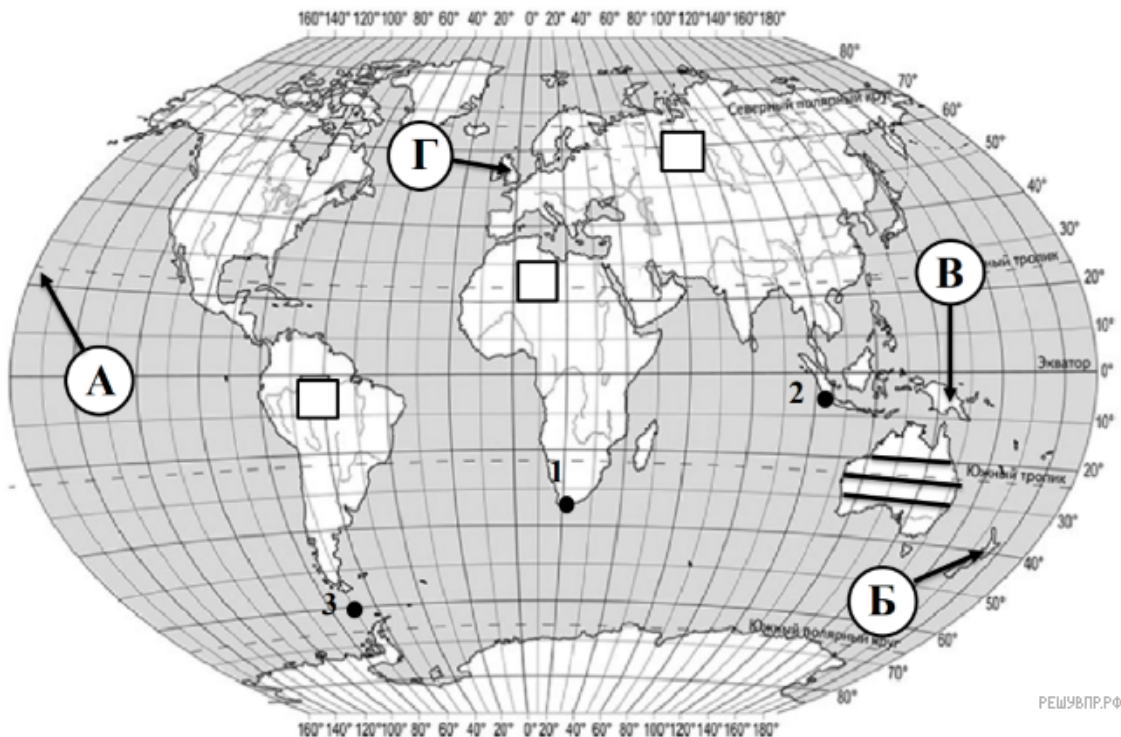 160°140°120°100°80° 60° 40° 20° 0° 20° 40° 60° 80° 100°120°140°160°180°
80°
70°
Северный полярный круг
60°
Г
50°
40°
30°
В
ный тропик
20°
10°
А
Экватор
0°
2
10°
1
20°
Южный тропик
30°
40°
Б
50°
3
Южный полярный круг
60°
70°
80°
РЕШУВПР.РФ
160° 140° 120°100° 80° 60° 40° 20° 0° 20° 40° 60° 80° 100°120°140°160°180°